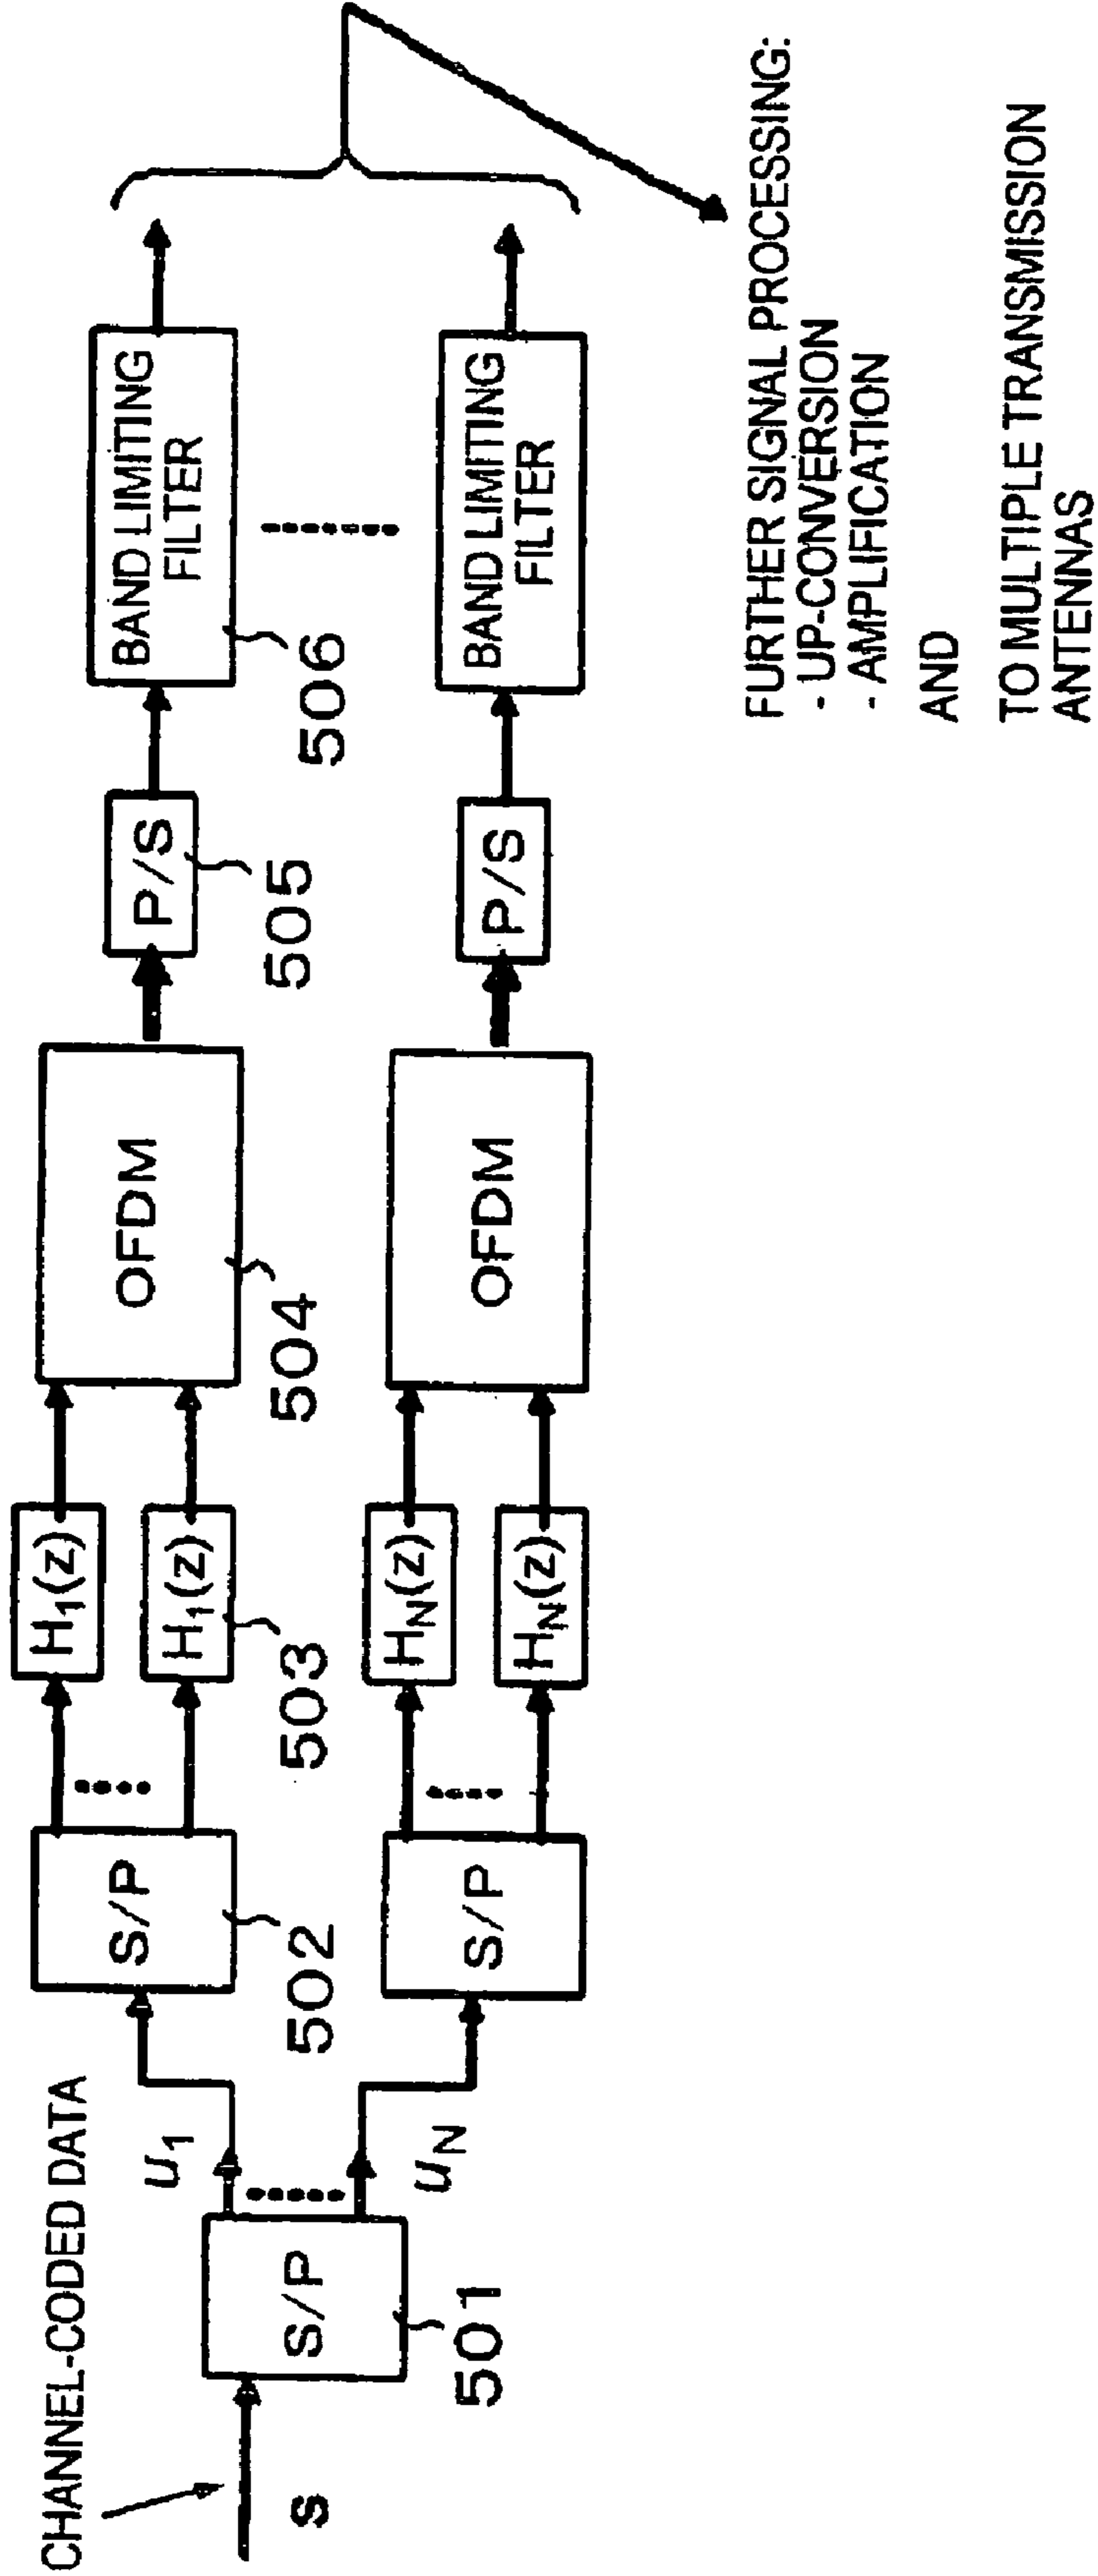 CHANNEL-CODED DATA
s
S/P
501
u1
uN
S/P
502
H1(z)
H1(z)
503
OFDM
504
P/S
505
BAND LIMITING
FILTER
506
S/P
HN(z)
HN(z)
OFDM
P/S
BAND LIMITING
FILTER
FURTHER SIGNAL PROCESSING:
- UP-CONVERSION
- AMPLIFICATION
AND
TO MULTIPLE TRANSMISSION
ANTENNAS